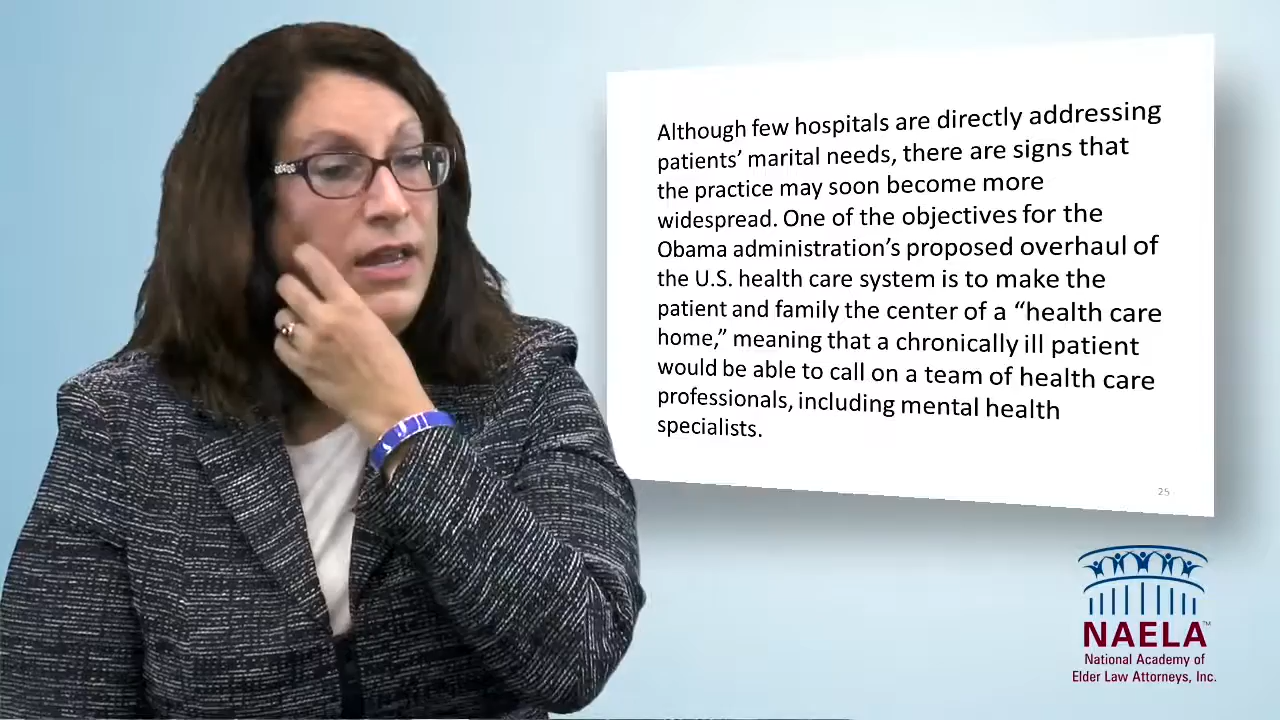 Although few hospitals are directly addressing
patients’ marital needs, there are signs that
the practice may soon become more
widespread. One of the objectives for the
Obama administration’s proposed overhaul of
the U.S. health care system is to make the
patient and family the center of a “health care
home,” meaning that a chronically ill patient
would be able to call on a team of health care
professionals, including mental health
specialists.
25
NAELA™
National Academy of
Elder Law Attorneys, Inc.